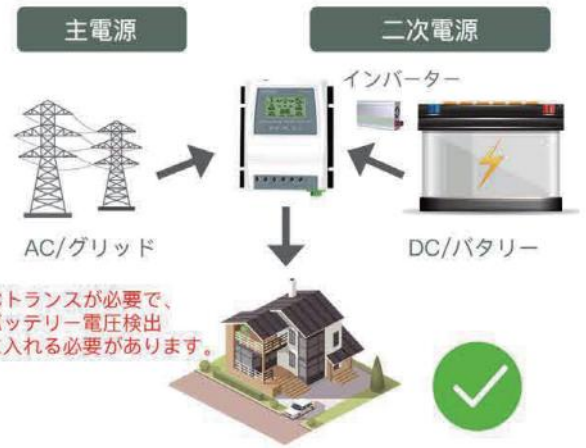 主電源
二次電源
インバーター
AC/グリッド
DC/バタリー
トランスが必要で、
ッテリー電圧検出
入れる必要があります。